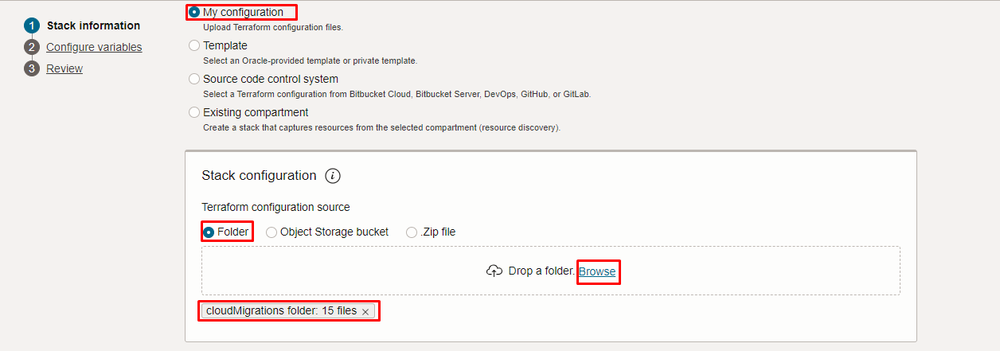 1 Stack information
2 Configure variables
3 Review
My configuration
Upload Terraform configuration files.
Template
Select an Oracle-provided template or private template.
Source code control system
Select a Terraform configuration from Bitbucket Cloud, Bitbucket Server, DevOps, GitHub, or GitLab.
Existing compartment
Create a stack that captures resources from the selected compartment (resource discovery).
Stack configuration i
Terraform configuration source
Folder Object Storage bucket .Zip file
Drop a folder. Browse
cloudMigrations folder: 15 files ×